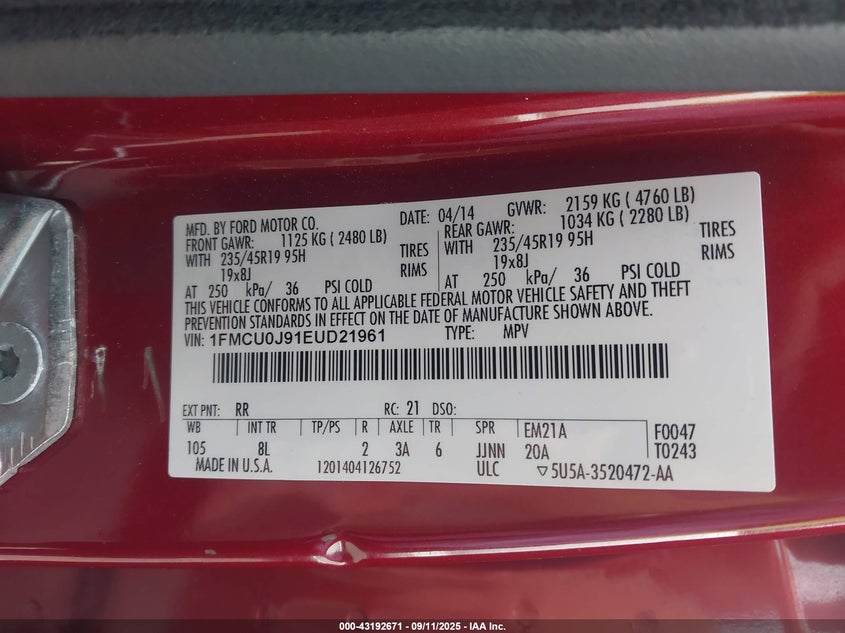 MFD. BY FORD MOTOR CO. DATE: 04/14 GVWR: 2159 KG ( 4760 LB)
FRONT GAWR: 1125 KG ( 2480 LB) REAR GAWR: 1034 KG ( 2280 LB)
WITH 235/45R19 95H TIRES WITH 235/45R19 95H TIRES
19x8J RIMS 19x8J RIMS
AT 250 kPa/ 36 PSI COLD AT 250 kPa/ 36 PSI COLD
THIS VEHICLE CONFORMS TO ALL APPLICABLE FEDERAL MOTOR VEHICLE SAFETY AND THEFT
PREVENTION STANDARDS IN EFFECT ON THE DATE OF MANUFACTURE SHOWN ABOVE.
VIN: 1FMCU0J91EUD21961 TYPE: MPV
EXT PNT: RR RC: 21 DSO:
WB INT TR TP/PS R AXLE TR SPR EM21A F0047
105 8L 2 3A 6 JJNN 20A T0243
MADE IN U.S.A. 1201404126752 ULC ▽5U5A-3520472-AA
000-43192671 - 09/11/2025 - IAA Inc.